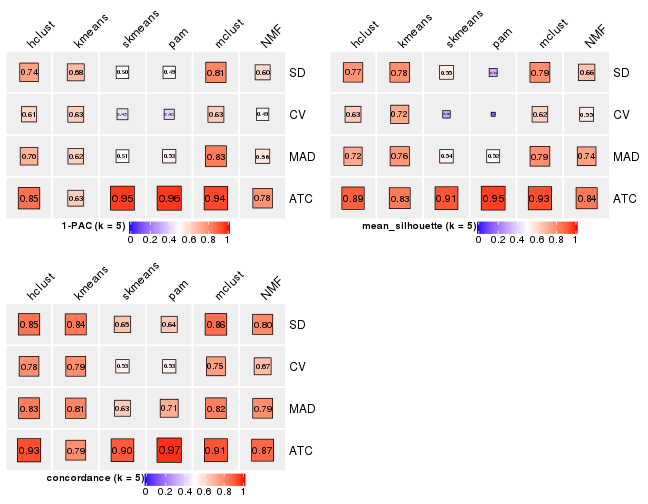 hclust kmeans skmeans pam mclust NMF
0.74 0.68 0.50 0.49 0.81 0.60 SD
0.61 0.63 0.63 0.49 CV
0.70 0.62 0.51 0.53 0.83 0.56 MAD
0.85 0.63 0.95 0.96 0.94 0.78 ATC
1-PAC (k = 5)
0 0.2 0.4 0.6 0.8 1
hclust kmeans skmeans pam mclust NMF
0.77 0.78 0.55 0.79 0.66 SD
0.63 0.72 0.62 0.55 CV
0.72 0.76 0.54 0.52 0.79 0.74 MAD
0.89 0.83 0.91 0.95 0.93 0.84 ATC
mean_silhouette (k = 5)
0 0.2 0.4 0.6 0.8 1
hclust kmeans skmeans pam mclust NMF
0.85 0.84 0.65 0.64 0.86 0.80 SD
0.78 0.79 0.53 0.53 0.75 0.67 CV
0.83 0.81 0.63 0.71 0.82 0.79 MAD
0.93 0.79 0.90 0.97 0.91 0.87 ATC
concordance (k = 5)
0 0.2 0.4 0.6 0.8 1